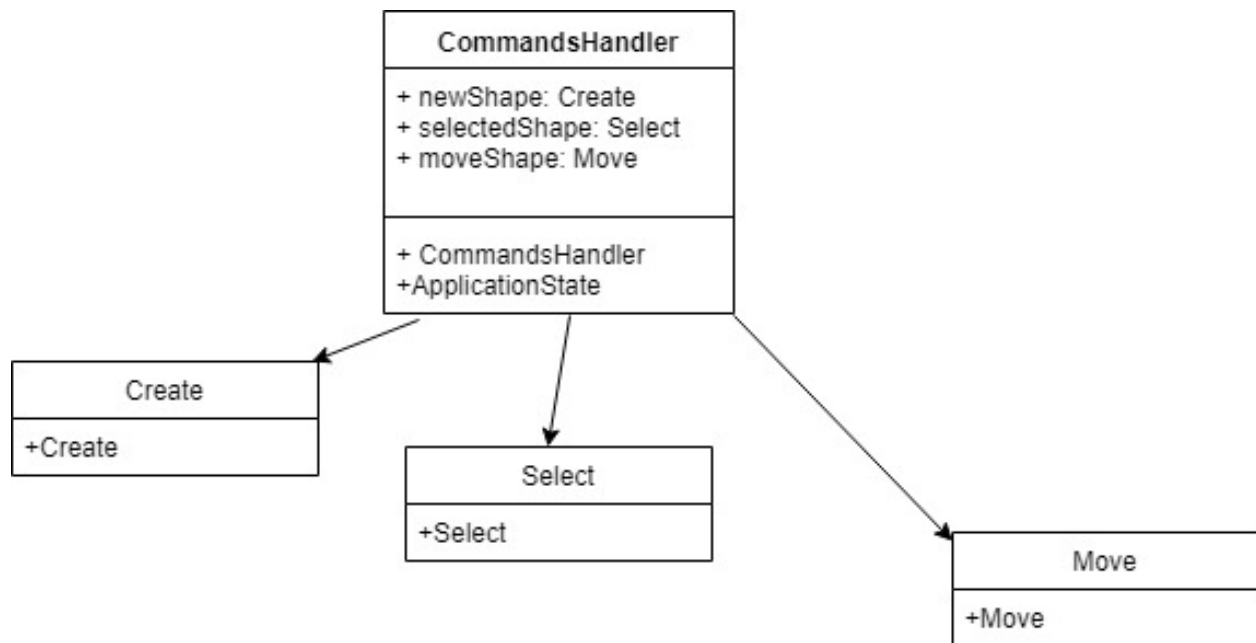 CommandsHandler
+ newShape: Create
+ selectedShape: Select
+ moveShape: Move
+ CommandsHandler
+ApplicationState
Create
+Create
Select
+Select
Move
+Move